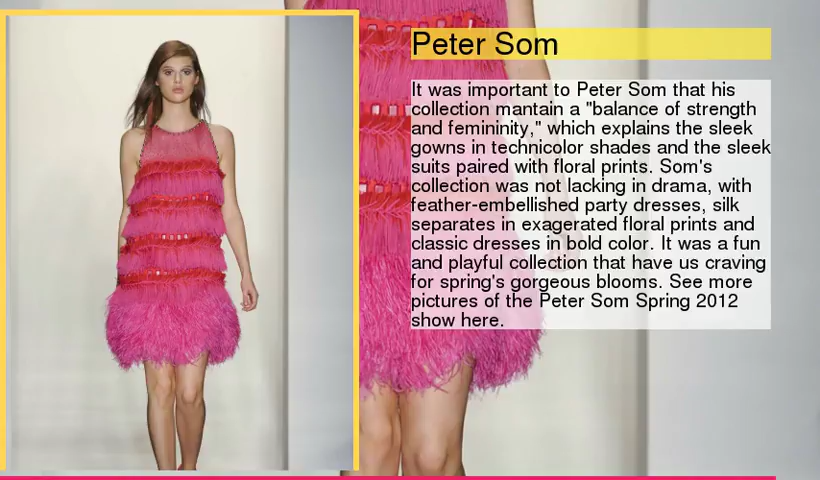 Peter Som
It was important to Peter Som that his
collection mantain a "balance of strength
and femininity," which explains the sleek
gowns in technicolor shades and the sleek
suits paired with floral prints. Som's
collection was not lacking in drama, with
feather-embellished party dresses, silk
separates in exagerated floral prints and
classic dresses in bold color. It was a fun
and playful collection that have us craving
for spring's gorgeous blooms. See more
pictures of the Peter Som Spring 2012
show here.